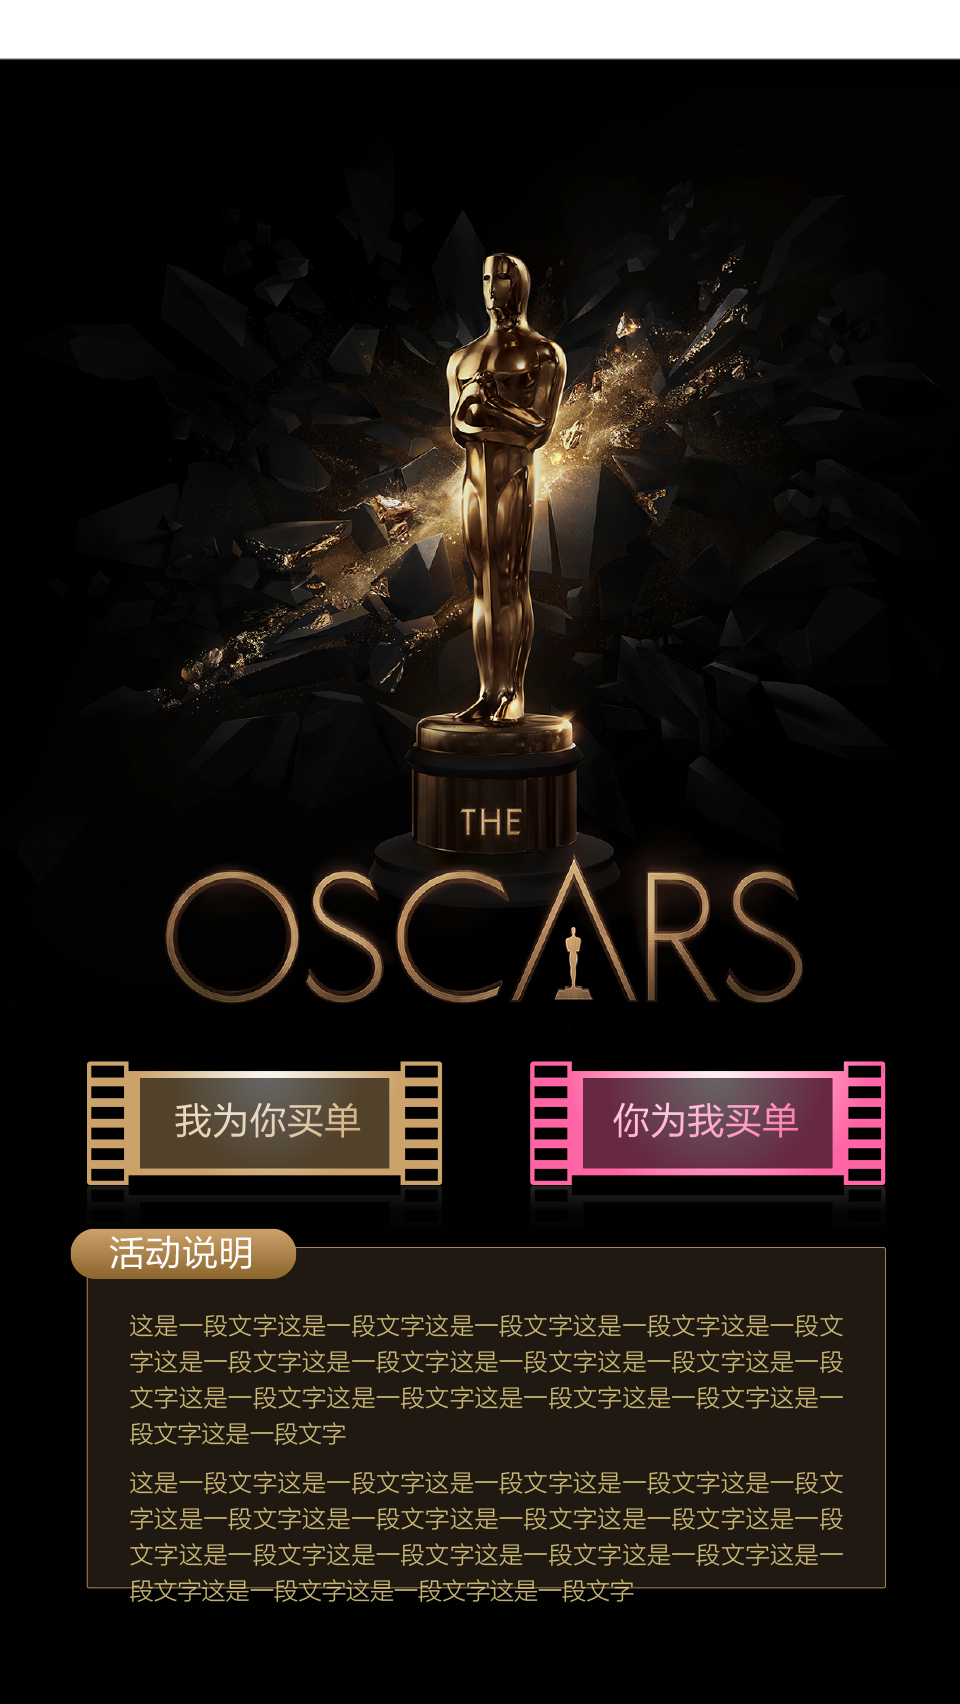 THE
OSCARS
我为你买单
你为我买单
活动说明
这是一段文字这是一段文字这是一段文字这是一段文字这是一段文
字这是一段文字这是一段文字这是一段文字这是一段文字这是一段
文字这是一段文字这是一段文字这是一段文字这是一段文字这是一
段文字这是一段文字
这是一段文字这是一段文字这是一段文字这是一段文字这是一段文
字这是一段文字这是一段文字这是一段文字这是一段文字这是一段
文字这是一段文字这是一段文字这是一段文字这是一段文字这是一
段文字这是一段文字这是一段文字这是一段文字